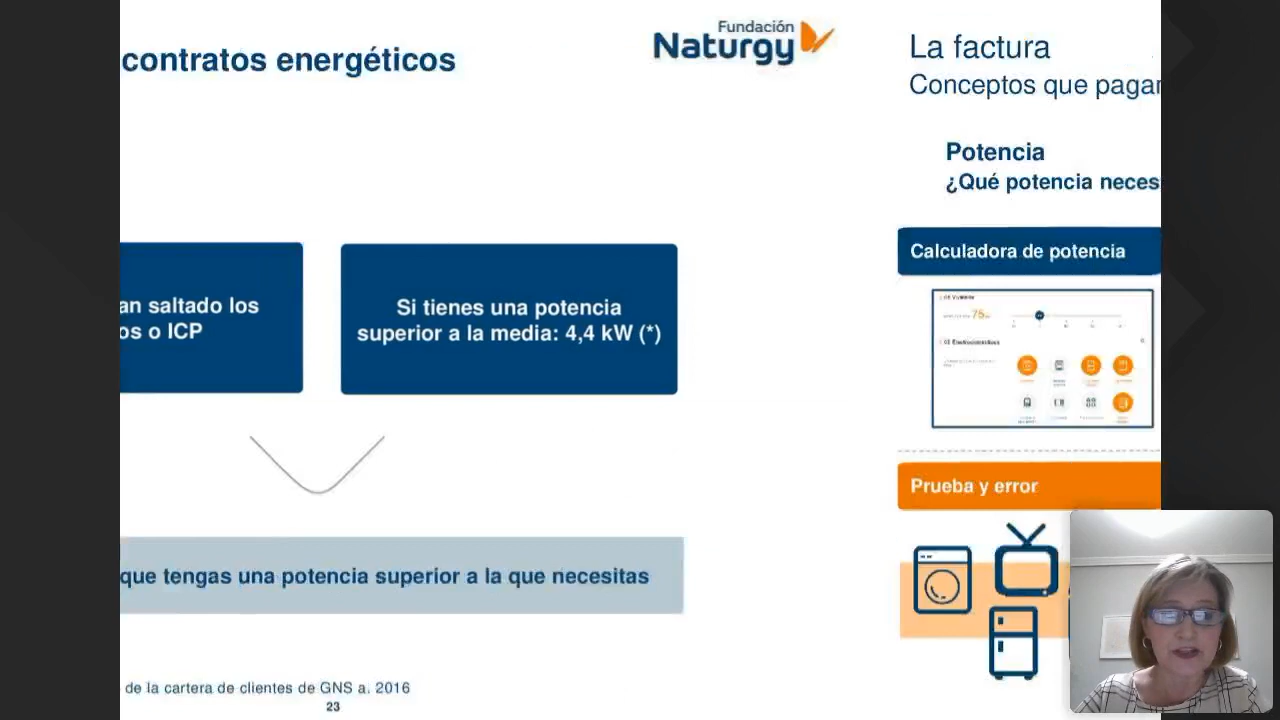 contratos energéticos
Fundación
Naturgy
an saltado los
os o ICP
Si tienes una potencia
superior a la media: 4,4 kW (*)
que tengas una potencia superior a la que necesitas
de la cartera de clientes de GNS a. 2016
23
La factura
Conceptos que pagar
Potencia
¿Qué potencia neces
Calculadora de potencia
75
Prueba y error